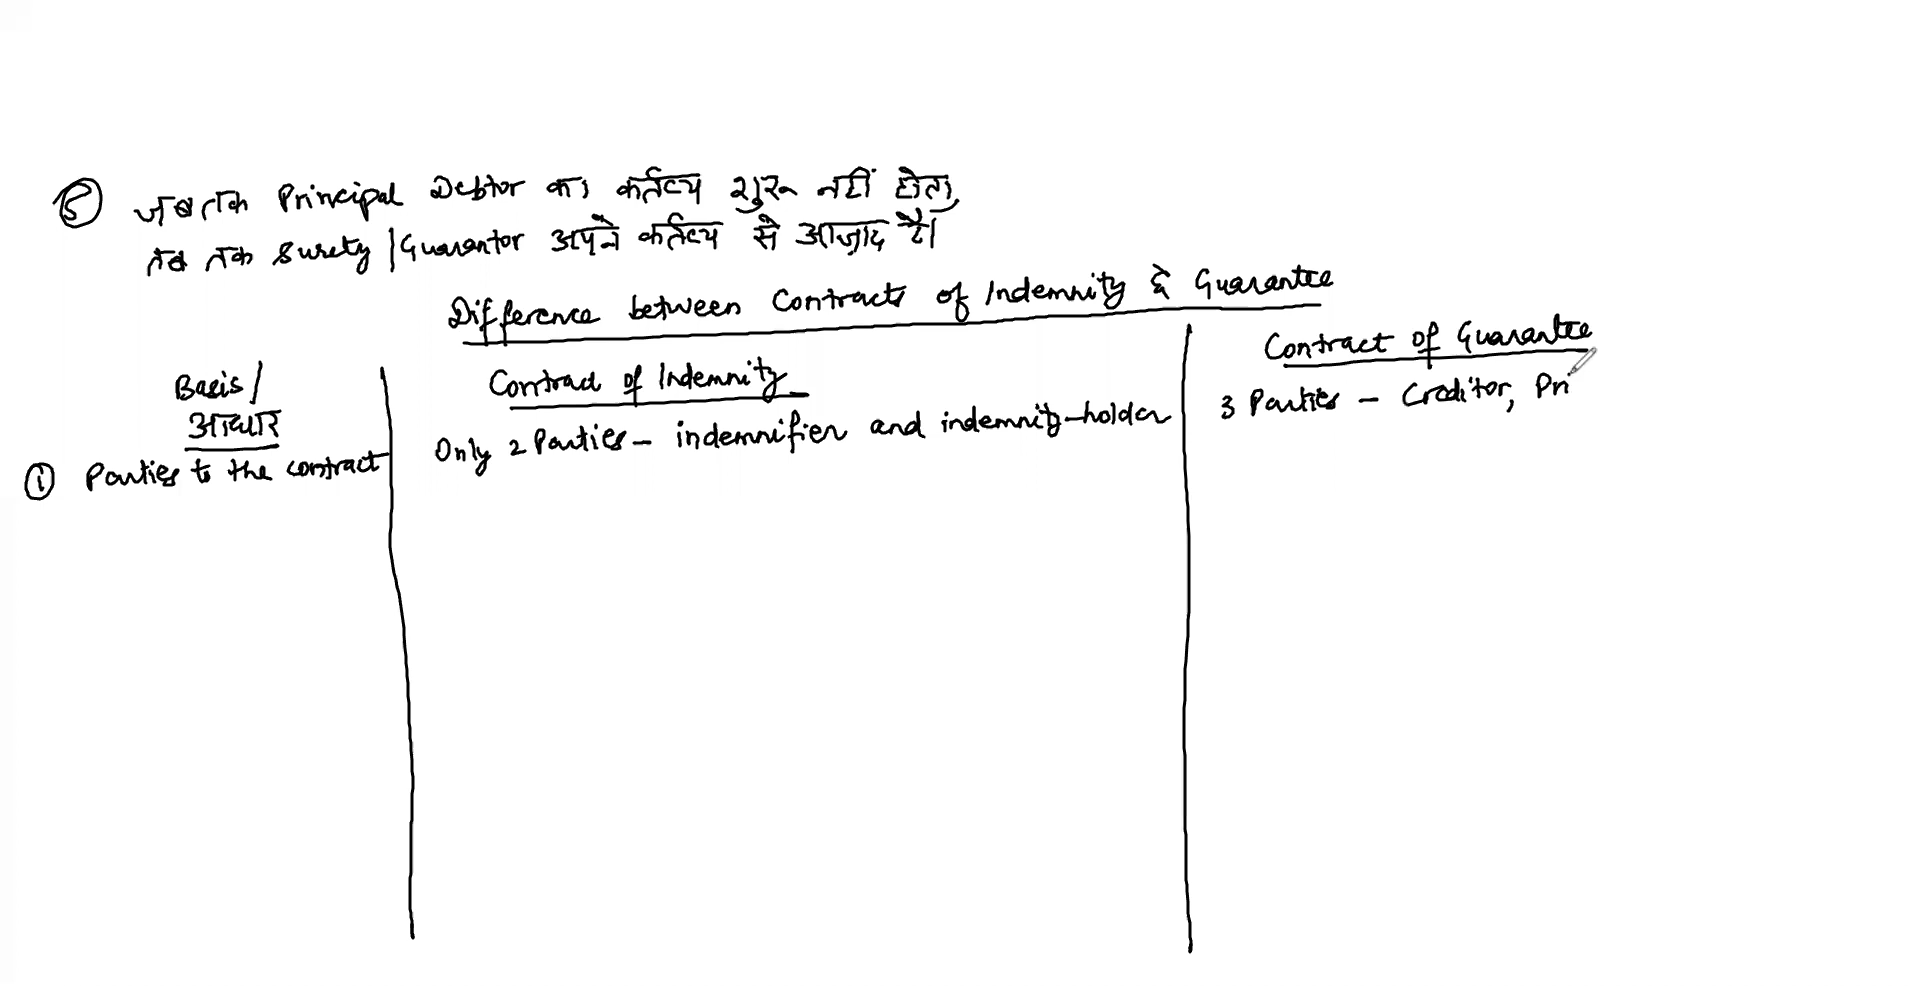 ⑤ जब तक Principal Debtor का कर्तव्य शुरू नहीं होता,
तब तक Surety/Guarantor अपने कर्तव्य से आज़ाद है।
Difference between Contracts of Indemnity & Guarantee
Basis/
आधार
Contract of Indemnity
Contract of Guarantee
① Parties to the contract
Only 2 Parties – indemnifier and indemnity-holder
3 Parties – Creditor, Pri